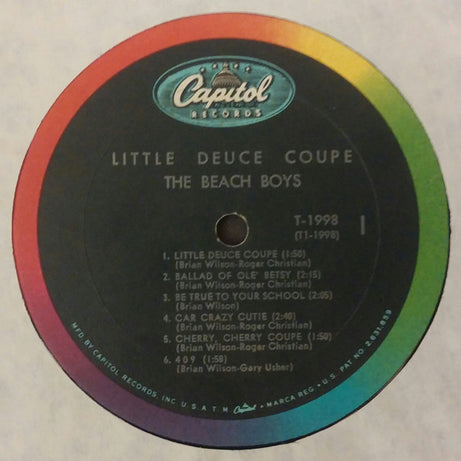 Capitol
RECORDS
LITTLE DEUCE COUPE
THE BEACH BOYS
T-1998
(T1-1998)
1
1. LITTLE DEUCE COUPE (1:50)
(Brian Wilson-Roger Christian)
2. BALLAD OF OLE' BETSY (2:15)
(Brian Wilson-Roger Christian)
3. BE TRUE TO YOUR SCHOOL (2:05)
(Brian Wilson)
4. CAR CRAZY CUTIE (2:40)
(Brian Wilson-Roger Christian)
5. CHERRY, CHERRY COUPE (1:50)
(Brian Wilson-Roger Christian)
6. 409 (1:58)
(Brian Wilson-Gary Usher)
MFD. BY CAPITOL RECORDS, INC. U.S.A. T.M. Capitol • MARCA REG. • U.S. PAT. NO. 2,631,859